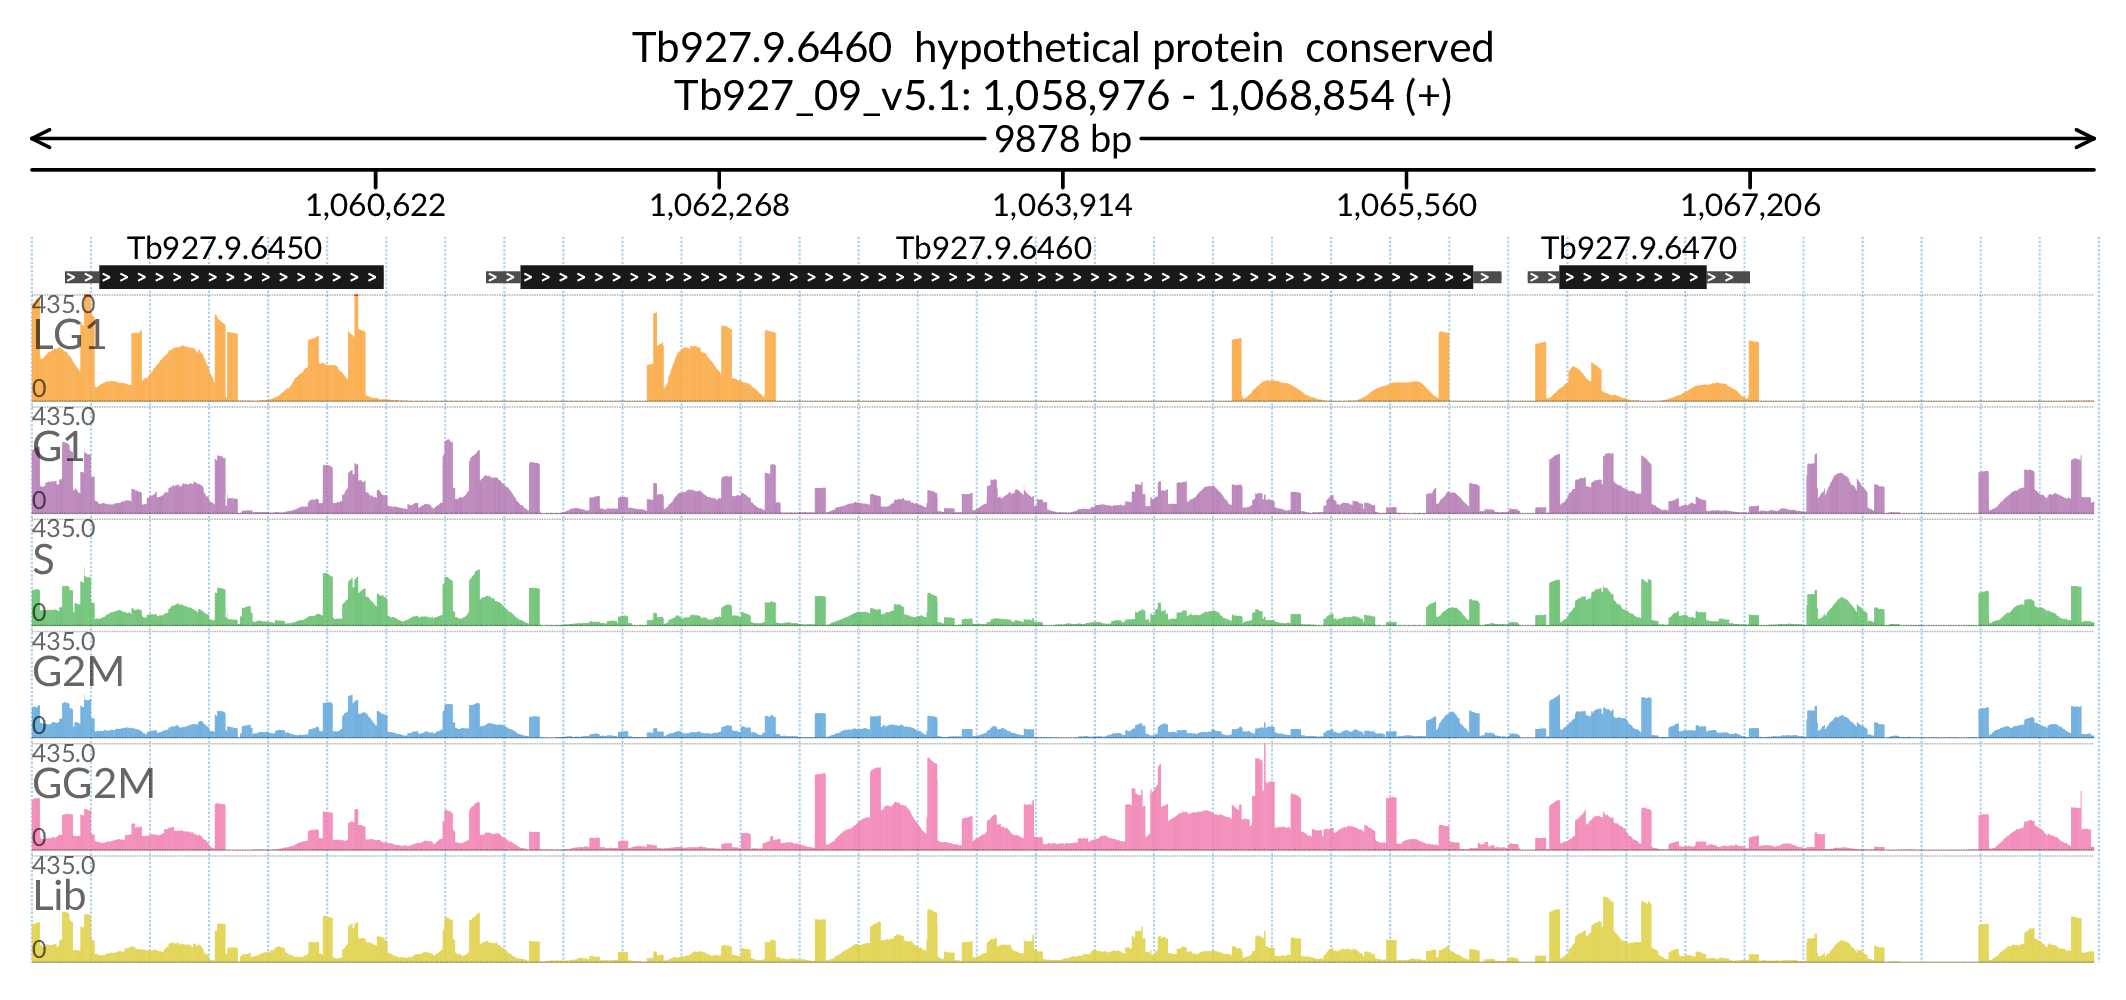 Tb927.9.6460  hypothetical protein  conserved
Tb927_09_v5.1: 1,058,976 - 1,068,854 (+)
9878 bp
1,060,622 1,062,268 1,063,914 1,065,560 1,067,206
Tb927.9.6450 Tb927.9.6460 Tb927.9.6470
435.0
LG1
0
435.0
G1
0
435.0
S
0
435.0
G2M
0
435.0
GG2M
0
435.0
Lib
0